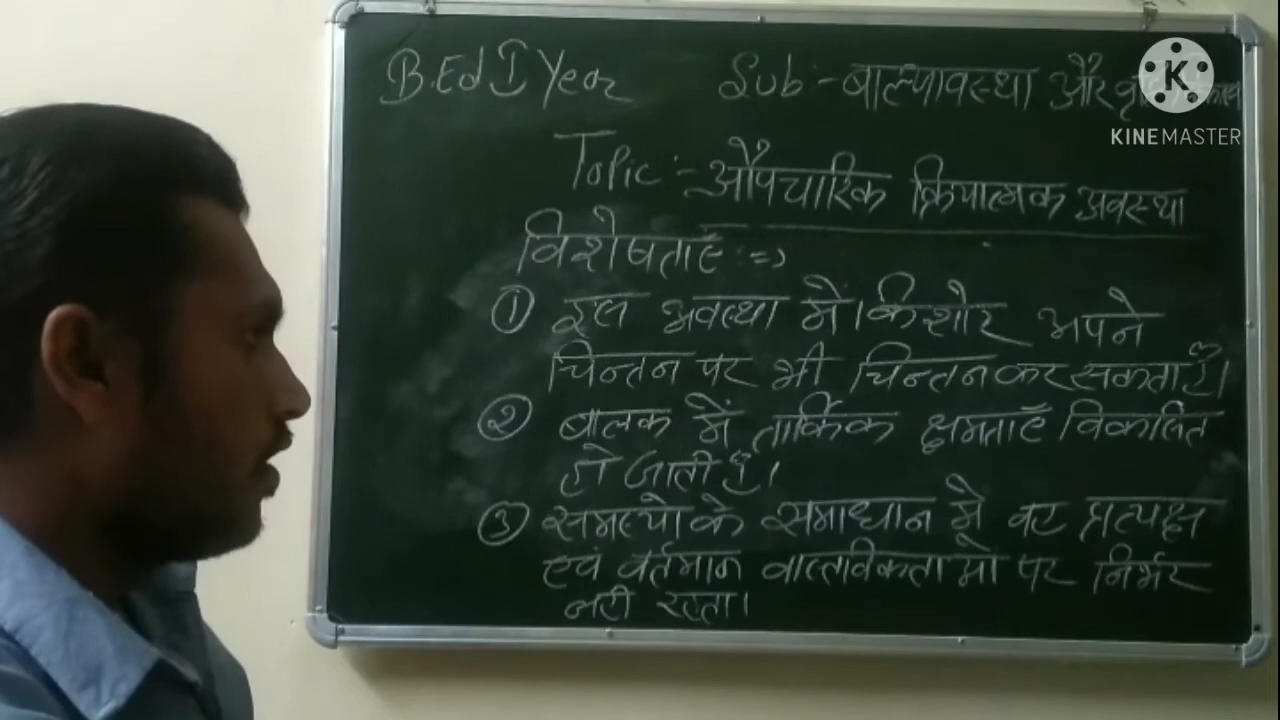 B.Ed I Year Sub:- बाल्यावस्था और
KINEMASTER
Topic:- औपचारिक क्रियात्मक अवस्था
विशेषताएँ :=>
① इस अवस्था में किशोर अपने
चिन्तन पर भी चिन्तन कर सकता है।
② बालक में तार्किक क्षमताएँ विकसित
हो जाती है।
③ समस्यो के समाधान में वह प्रत्यक्ष
एवं वर्तमान वास्तविकताओ पर निर्भर
नही रहता।